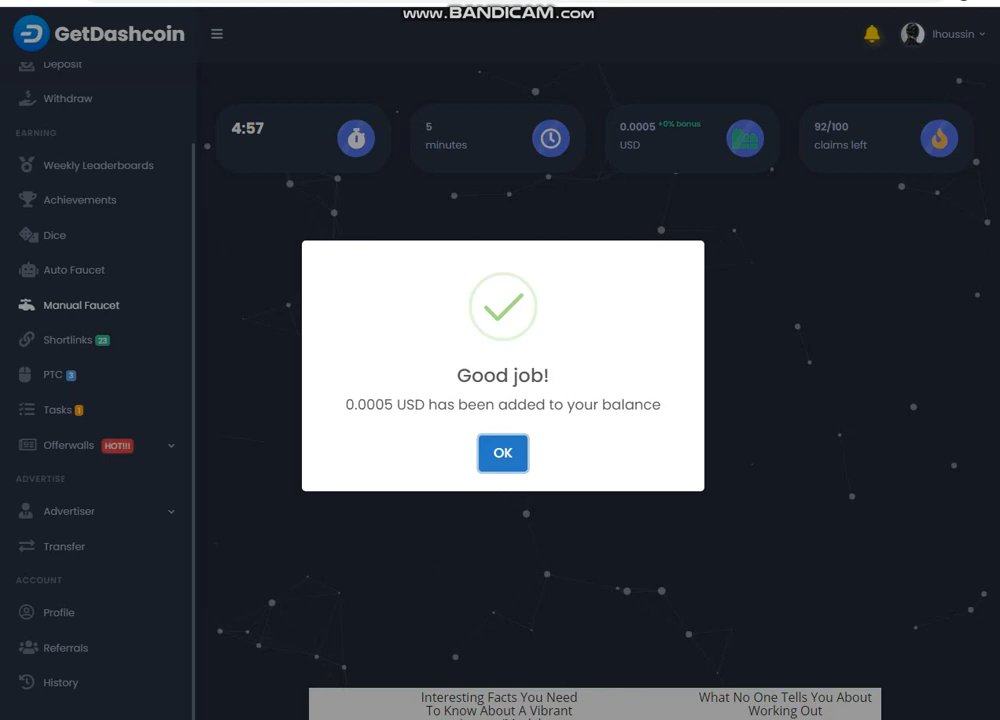 www.BANDICAM.com
GetDashcoin
lhoussin
Deposit
Withdraw
EARNING
Weekly Leaderboards
Achievements
Dice
Auto Faucet
Manual Faucet
Shortlinks 23
PTC 3
Tasks 1
Offerwalls HOT!!!
ADVERTISE
Advertiser
Transfer
ACCOUNT
Profile
Referrals
History
4:57
5
minutes
0.0005 +0% bonus
USD
92/100
claims left
Good job!
0.0005 USD has been added to your balance
OK
Interesting Facts You Need
To Know About A Vibrant
What No One Tells You About
Working Out